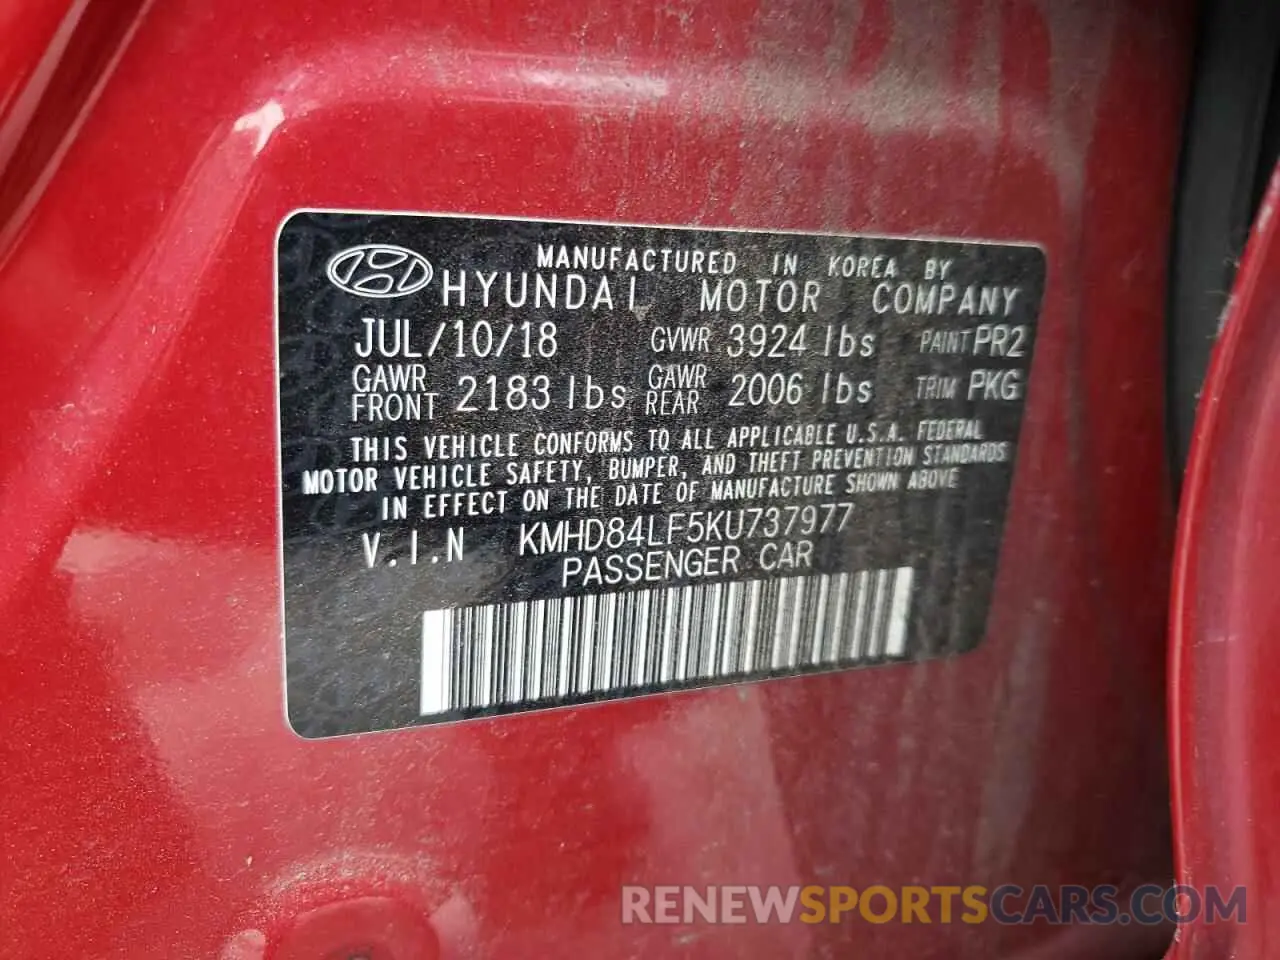 MANUFACTURED IN KOREA BY
HYUNDAI MOTOR COMPANY
JUL/10/18 GVWR 3924 lbs PAINT PR2
GAWR FRONT 2183 lbs GAWR REAR 2006 lbs TRIM PKG
THIS VEHICLE CONFORMS TO ALL APPLICABLE U.S.A. FEDERAL
MOTOR VEHICLE SAFETY, BUMPER, AND THEFT PREVENTION STANDARDS
IN EFFECT ON THE DATE OF MANUFACTURE SHOWN ABOVE
V.I.N KMHD84LF5KU737977
PASSENGER CAR
RENEWSPORTSCARS.COM